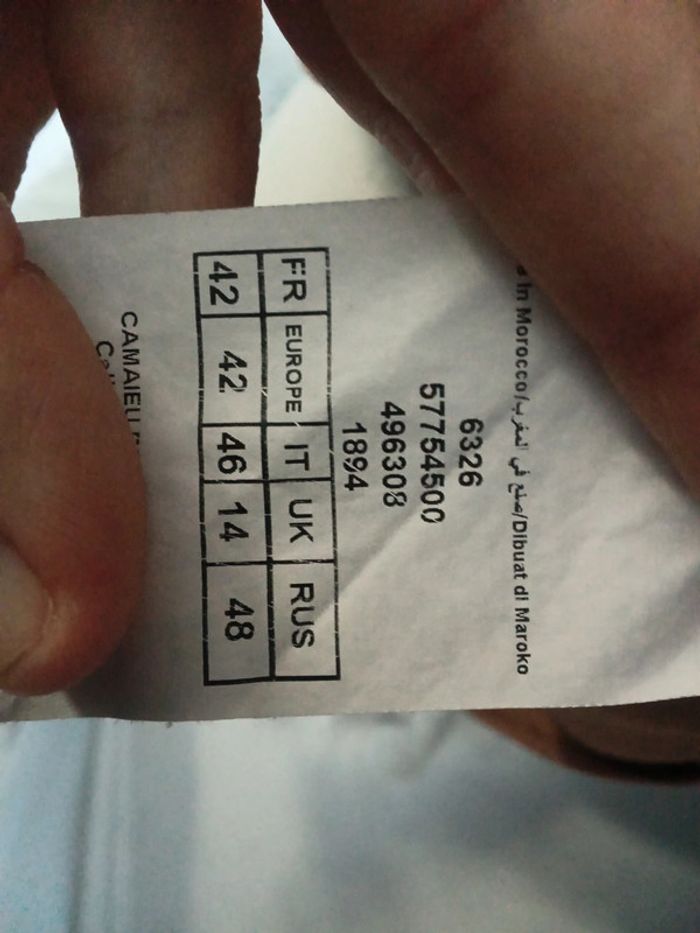 In Morocco/صنع في المغرب/Dibuat di Maroko
6326
57754500
496308
1894
FR EUROPE IT UK RUS
42 42 46 14 48
CAMAIEU